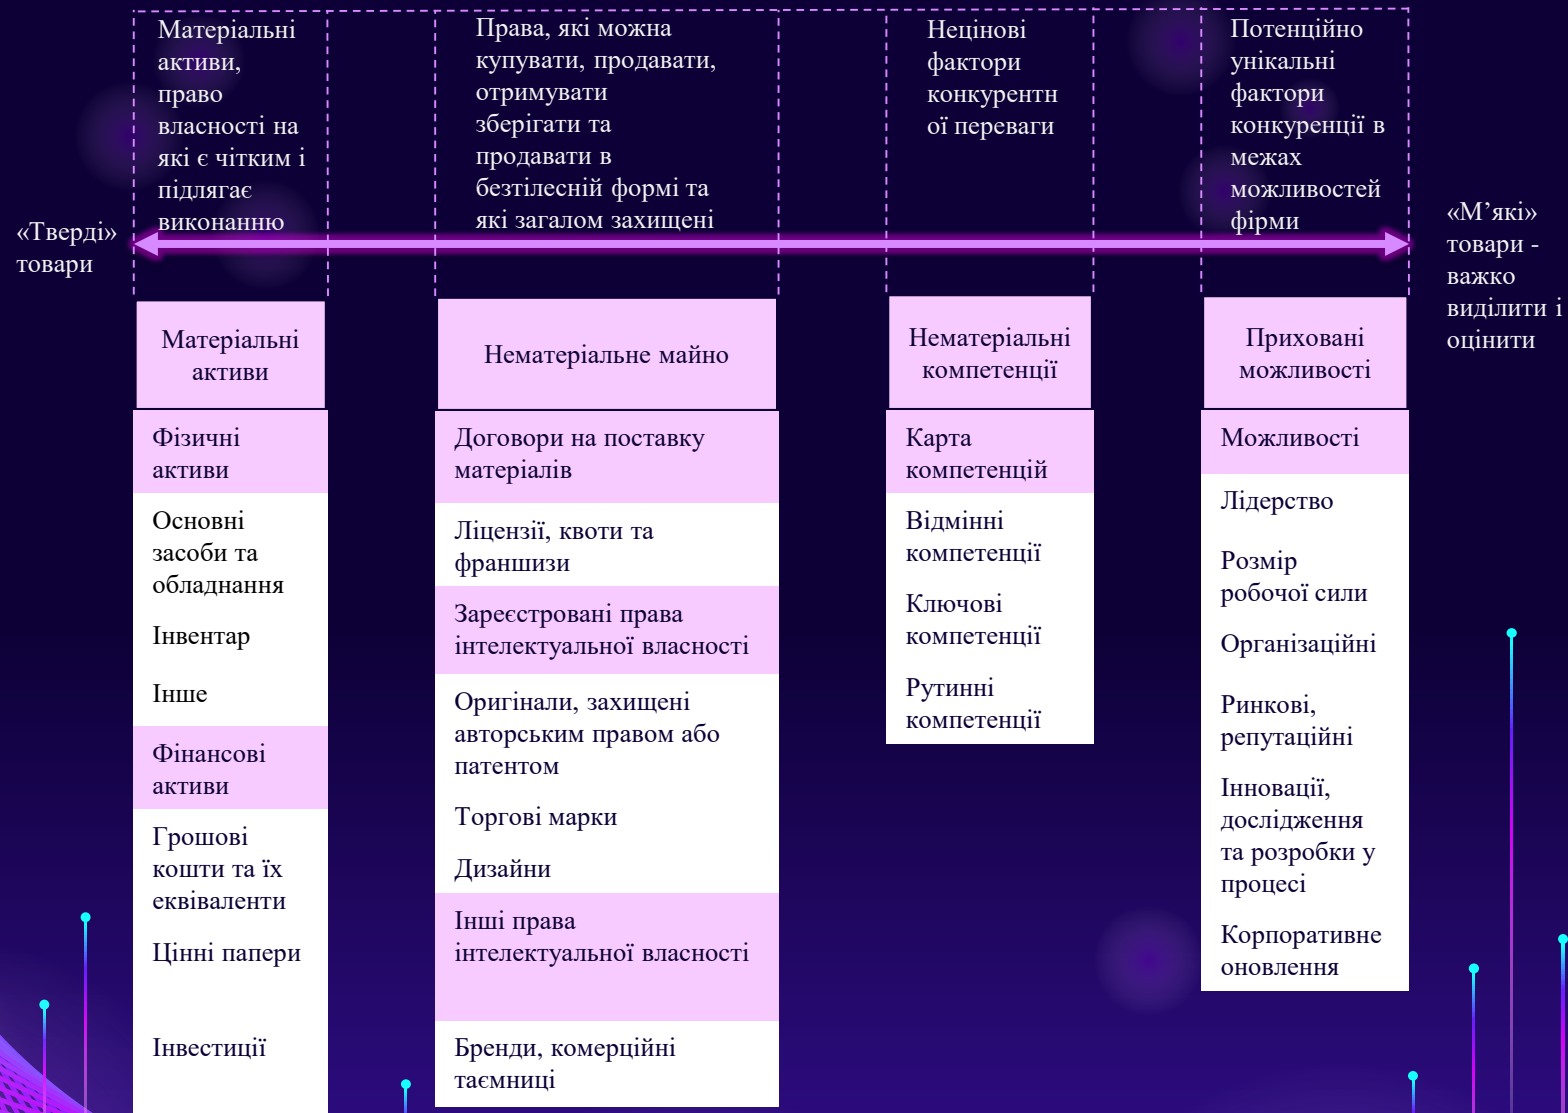 Матеріальні
активи,
право
власності на
які є чітким і
підлягає
виконанню
Права, які можна
купувати, продавати,
отримувати
зберігати та
продавати в
безтілесній формі та
які загалом захищені
Нецінові
фактори
конкурентн
ої переваги
Потенційно
унікальні
фактори
конкуренції в
межах
можливостей
фірми
«Тверді»
товари
«М’які»
товари -
важко
виділити і
оцінити
Матеріальні
активи
Фізичні
активи
Основні
засоби та
обладнання
Інвентар
Інше
Фінансові
активи
Грошові
кошти та їх
еквіваленти
Цінні папери
Інвестиції
Нематеріальне майно
Договори на поставку
матеріалів
Ліцензії, квоти та
франшизи
Зареєстровані права
інтелектуальної власності
Оригінали, захищені
авторським правом або
патентом
Торгові марки
Дизайни
Інші права
інтелектуальної власності
Бренди, комерційні
таємниці
Нематеріальні
компетенції
Карта
компетенцій
Відмінні
компетенції
Ключові
компетенції
Рутинні
компетенції
Приховані
можливості
Можливості
Лідерство
Розмір
робочої сили
Організаційні
Ринкові,
репутаційні
Інновації,
дослідження
та розробки у
процесі
Корпоративне
оновлення